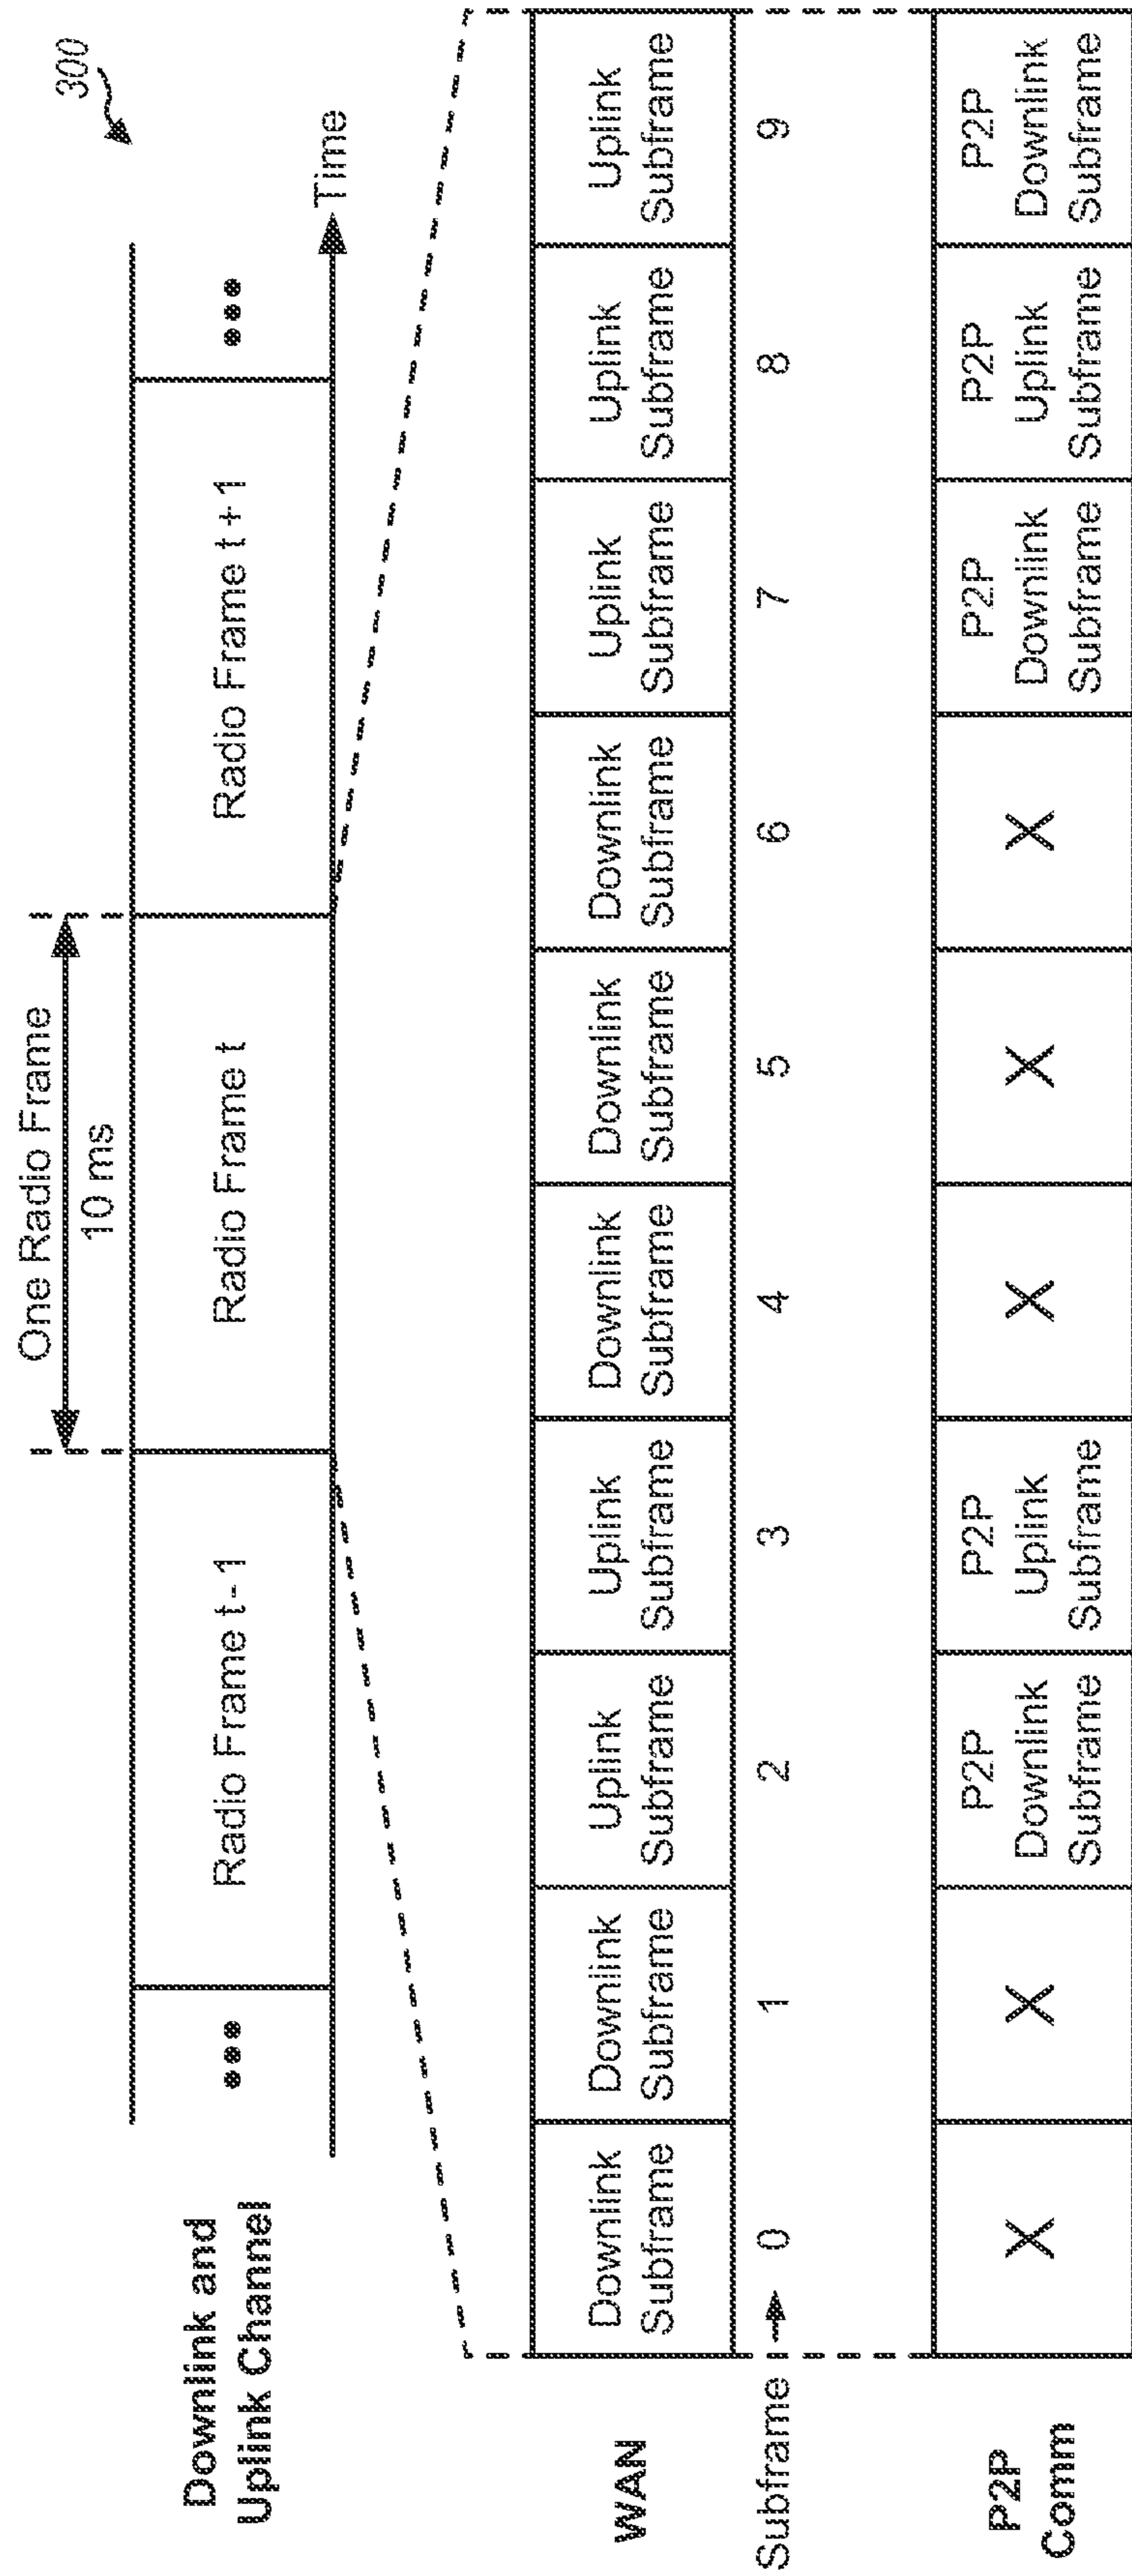 300
One Radio Frame
10 ms
Downlink and
Uplink Channel
•••
Radio Frame t-1
Radio Frame t
Radio Frame t+1
•••
Time
WAN
Downlink
Subframe
Downlink
Subframe
Uplink
Subframe
Uplink
Subframe
Downlink
Subframe
Downlink
Subframe
Downlink
Subframe
Uplink
Subframe
Uplink
Subframe
Uplink
Subframe
Subframe
0
1
2
3
4
5
6
7
8
9
P2P
Comm
X
X
P2P
Downlink
Subframe
P2P
Uplink
Subframe
X
X
X
P2P
Downlink
Subframe
P2P
Uplink
Subframe
P2P
Downlink
Subframe